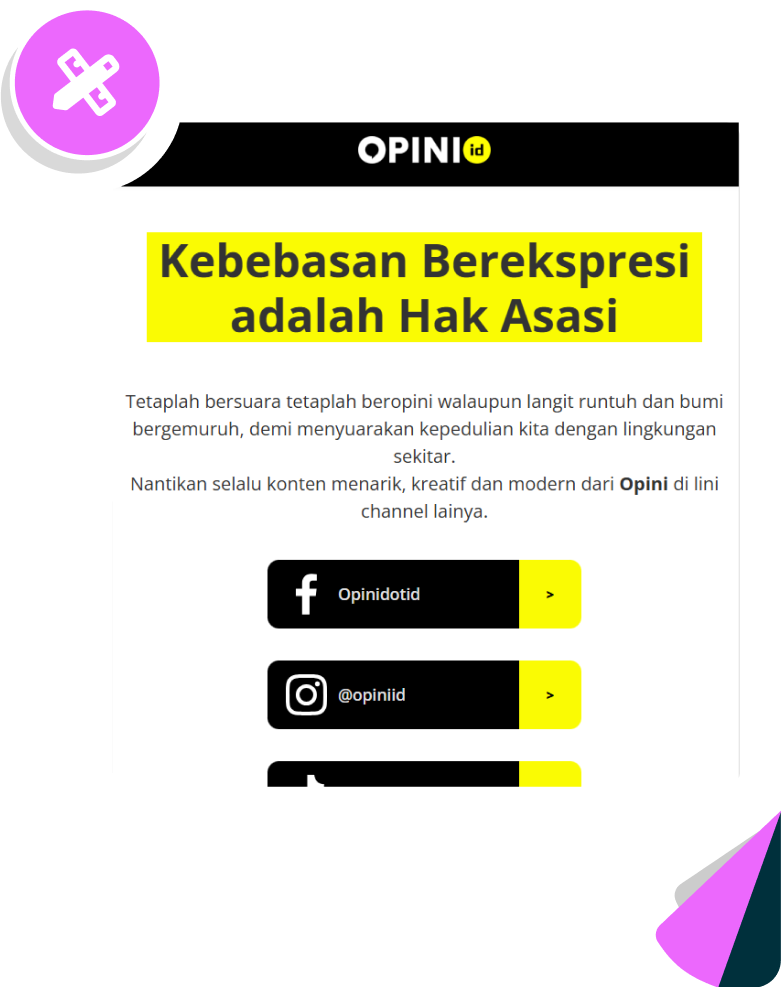 OPINI id
Kebebasan Berekspresi
adalah Hak Asasi
Tetaplah bersuara tetaplah beropini walaupun langit runtuh dan bumi
bergemuruh, demi menyuarakan kepedulian kita dengan lingkungan
sekitar.
Nantikan selalu konten menarik, kreatif dan modern dari Opini di lini
channel lainya.
Opinidotid >
@opiniid >